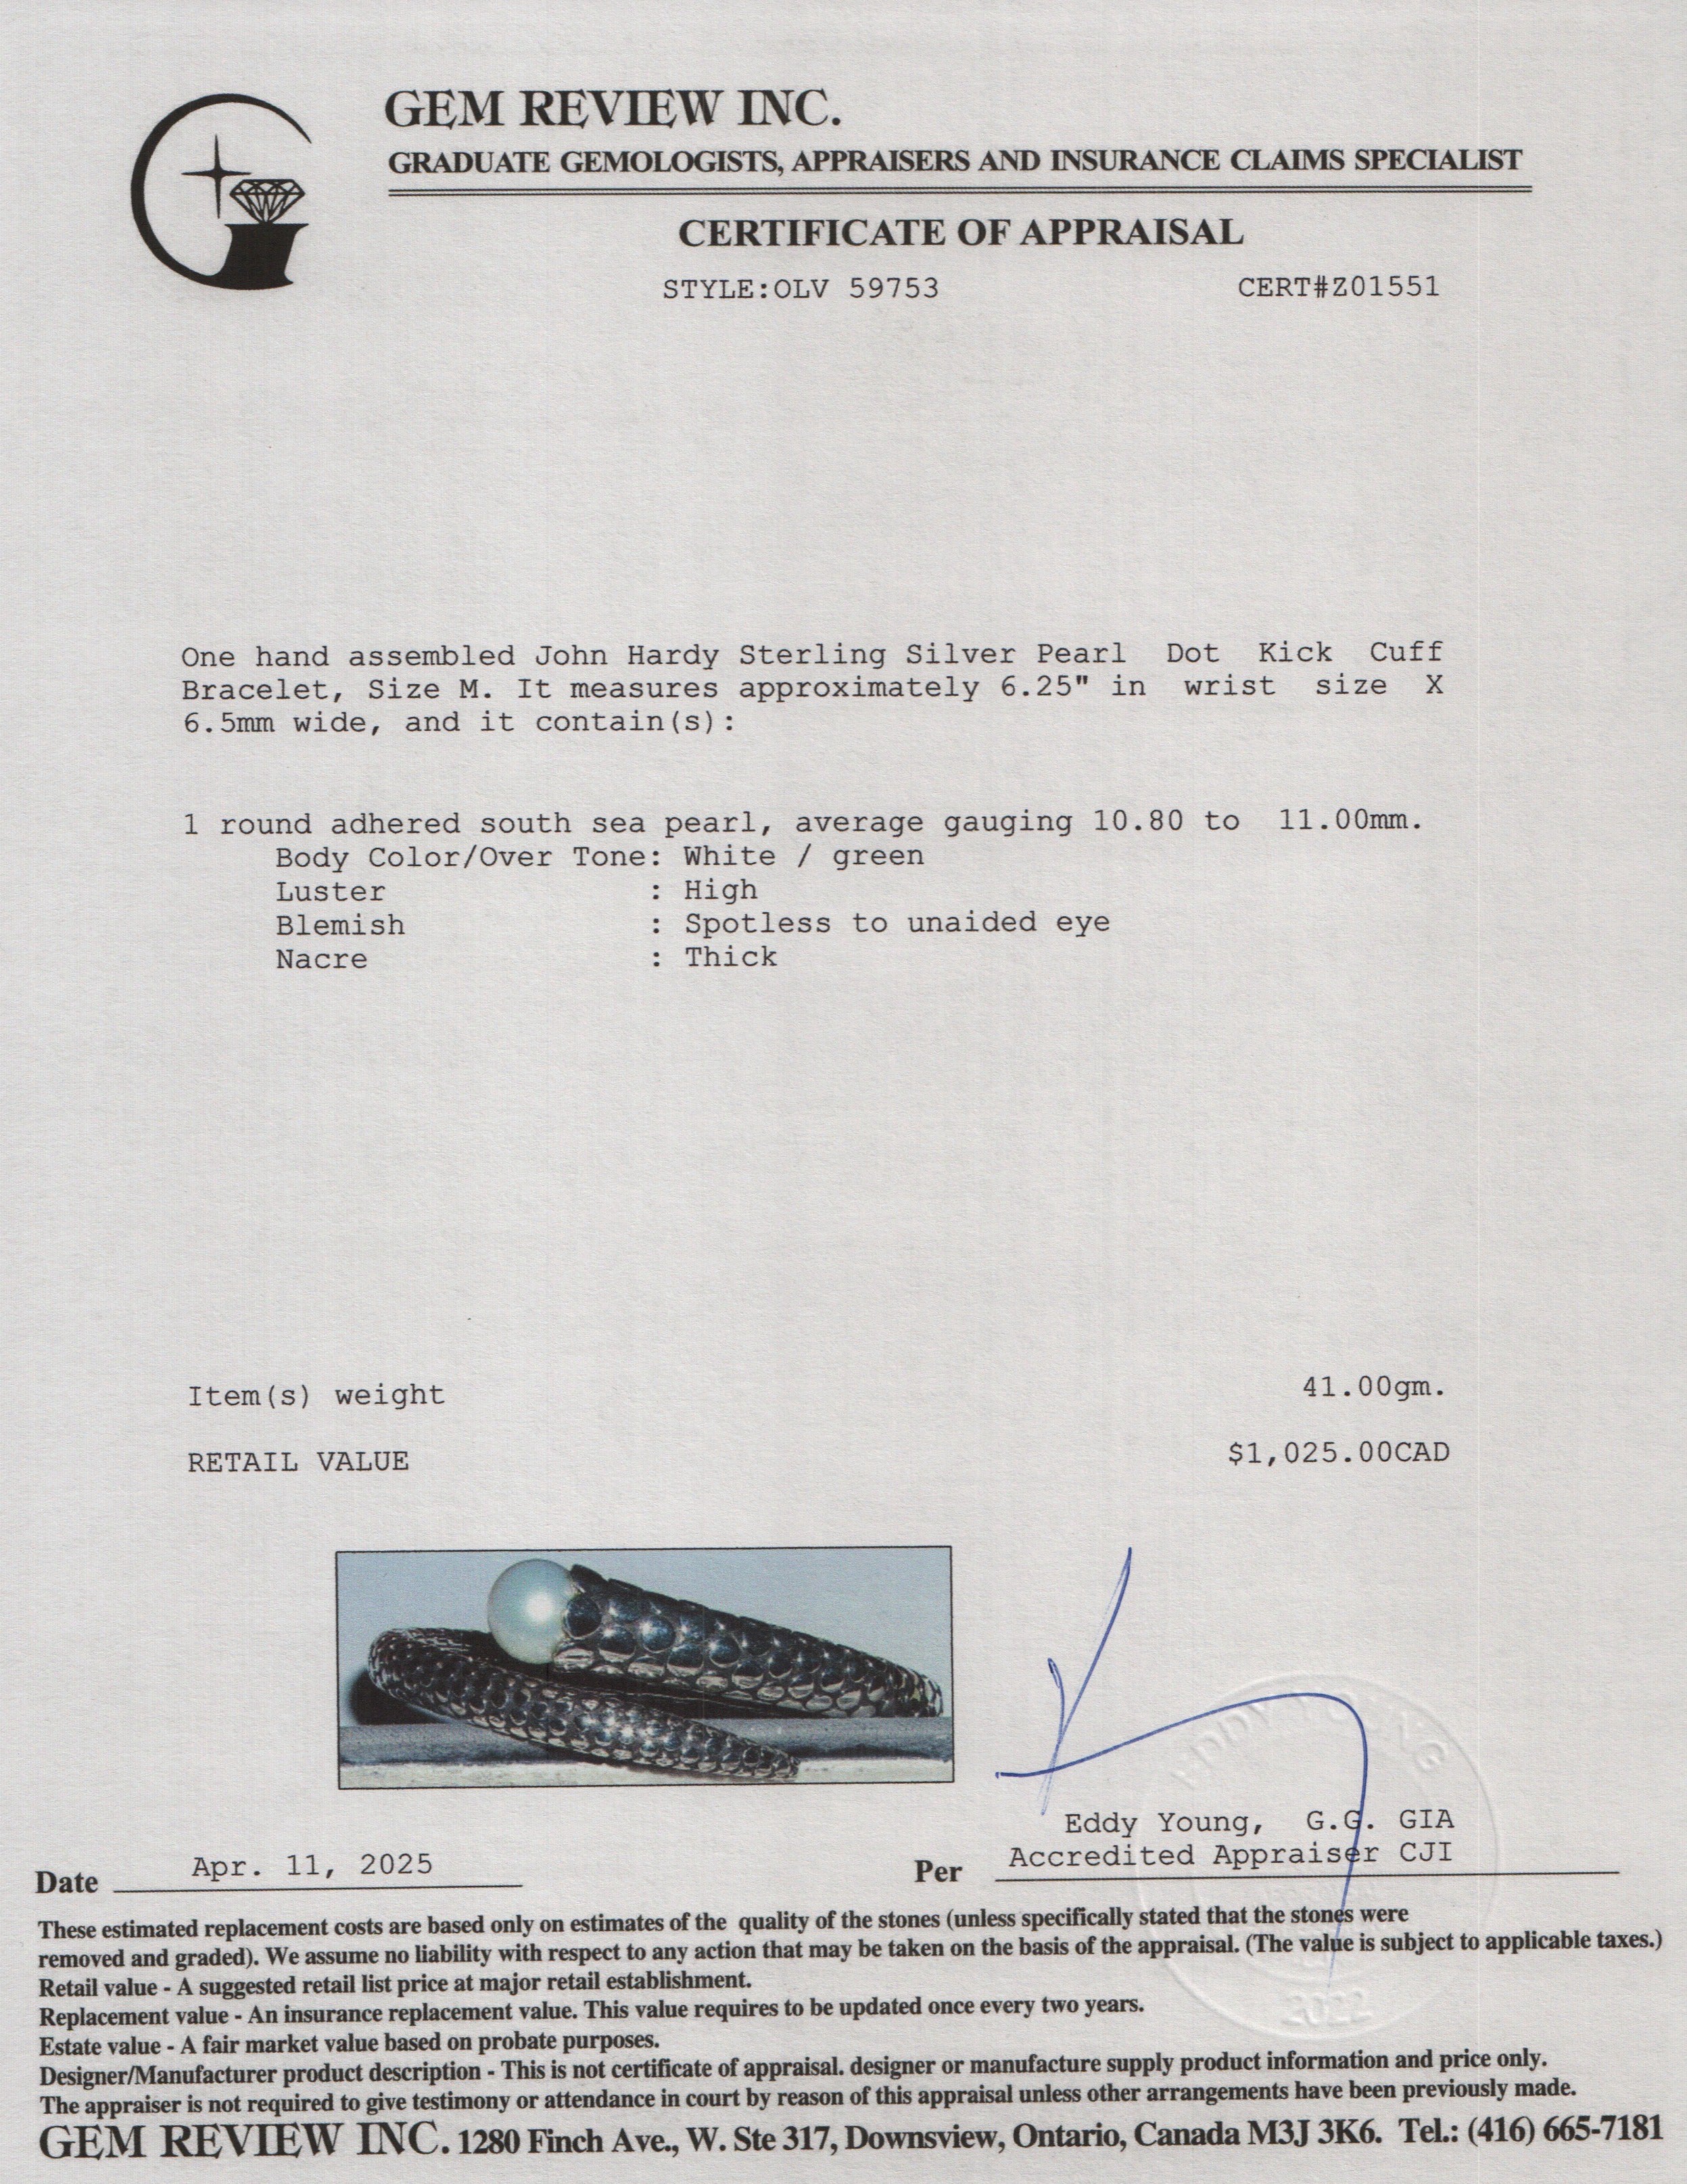 GEM REVIEW INC.
GRADUATE GEMOLOGISTS, APPRAISERS AND INSURANCE CLAIMS SPECIALIST
CERTIFICATE OF APPRAISAL
STYLE:OLV 59753 CERT#Z01551
One hand assembled John Hardy Sterling Silver Pearl Dot Kick Cuff
Bracelet, Size M. It measures approximately 6.25" in wrist size X
6.5mm wide, and it contain(s):
1 round adhered south sea pearl, average gauging 10.80 to 11.00mm.
Body Color/Over Tone: White / green
Luster : High
Blemish : Spotless to unaided eye
Nacre : Thick
Item(s) weight 41.00gm.
RETAIL VALUE $1,025.00CAD
EDDY YOUNG
Eddy Young, G.G. GIA
Accredited Appraiser CJI
Date Apr. 11, 2025 Per
2022
These estimated replacement costs are based only on estimates of the quality of the stones (unless specifically stated that the stones were
removed and graded). We assume no liability with respect to any action that may be taken on the basis of the appraisal. (The value is subject to applicable taxes.)
Retail value - A suggested retail list price at major retail establishment.
Replacement value - An insurance replacement value. This value requires to be updated once every two years.
Estate value - A fair market value based on probate purposes.
Designer/Manufacturer product description - This is not certificate of appraisal. designer or manufacture supply product information and price only.
The appraiser is not required to give testimony or attendance in court by reason of this appraisal unless other arrangements have been previously made.
GEM REVIEW INC. 1280 Finch Ave., W. Ste 317, Downsview, Ontario, Canada M3J 3K6. Tel.: (416) 665-7181